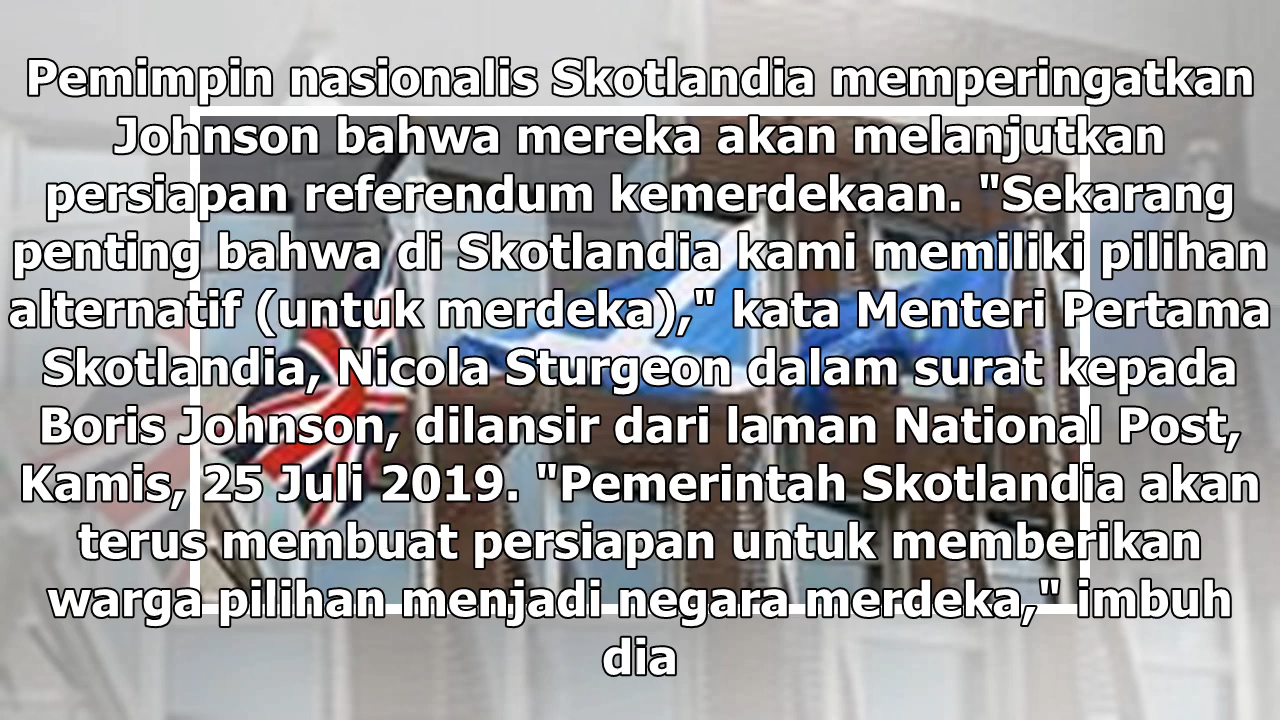 Pemimpin nasionalis Skotlandia memperingatkan
Johnson bahwa mereka akan melanjutkan
persiapan referendum kemerdekaan. "Sekarang
penting bahwa di Skotlandia kami memiliki pilihan
alternatif (untuk merdeka)," kata Menteri Pertama
Skotlandia, Nicola Sturgeon dalam surat kepada
Boris Johnson, dilansir dari laman National Post,
Kamis, 25 Juli 2019. "Pemerintah Skotlandia akan
terus membuat persiapan untuk memberikan
warga pilihan menjadi negara merdeka," imbuh
dia